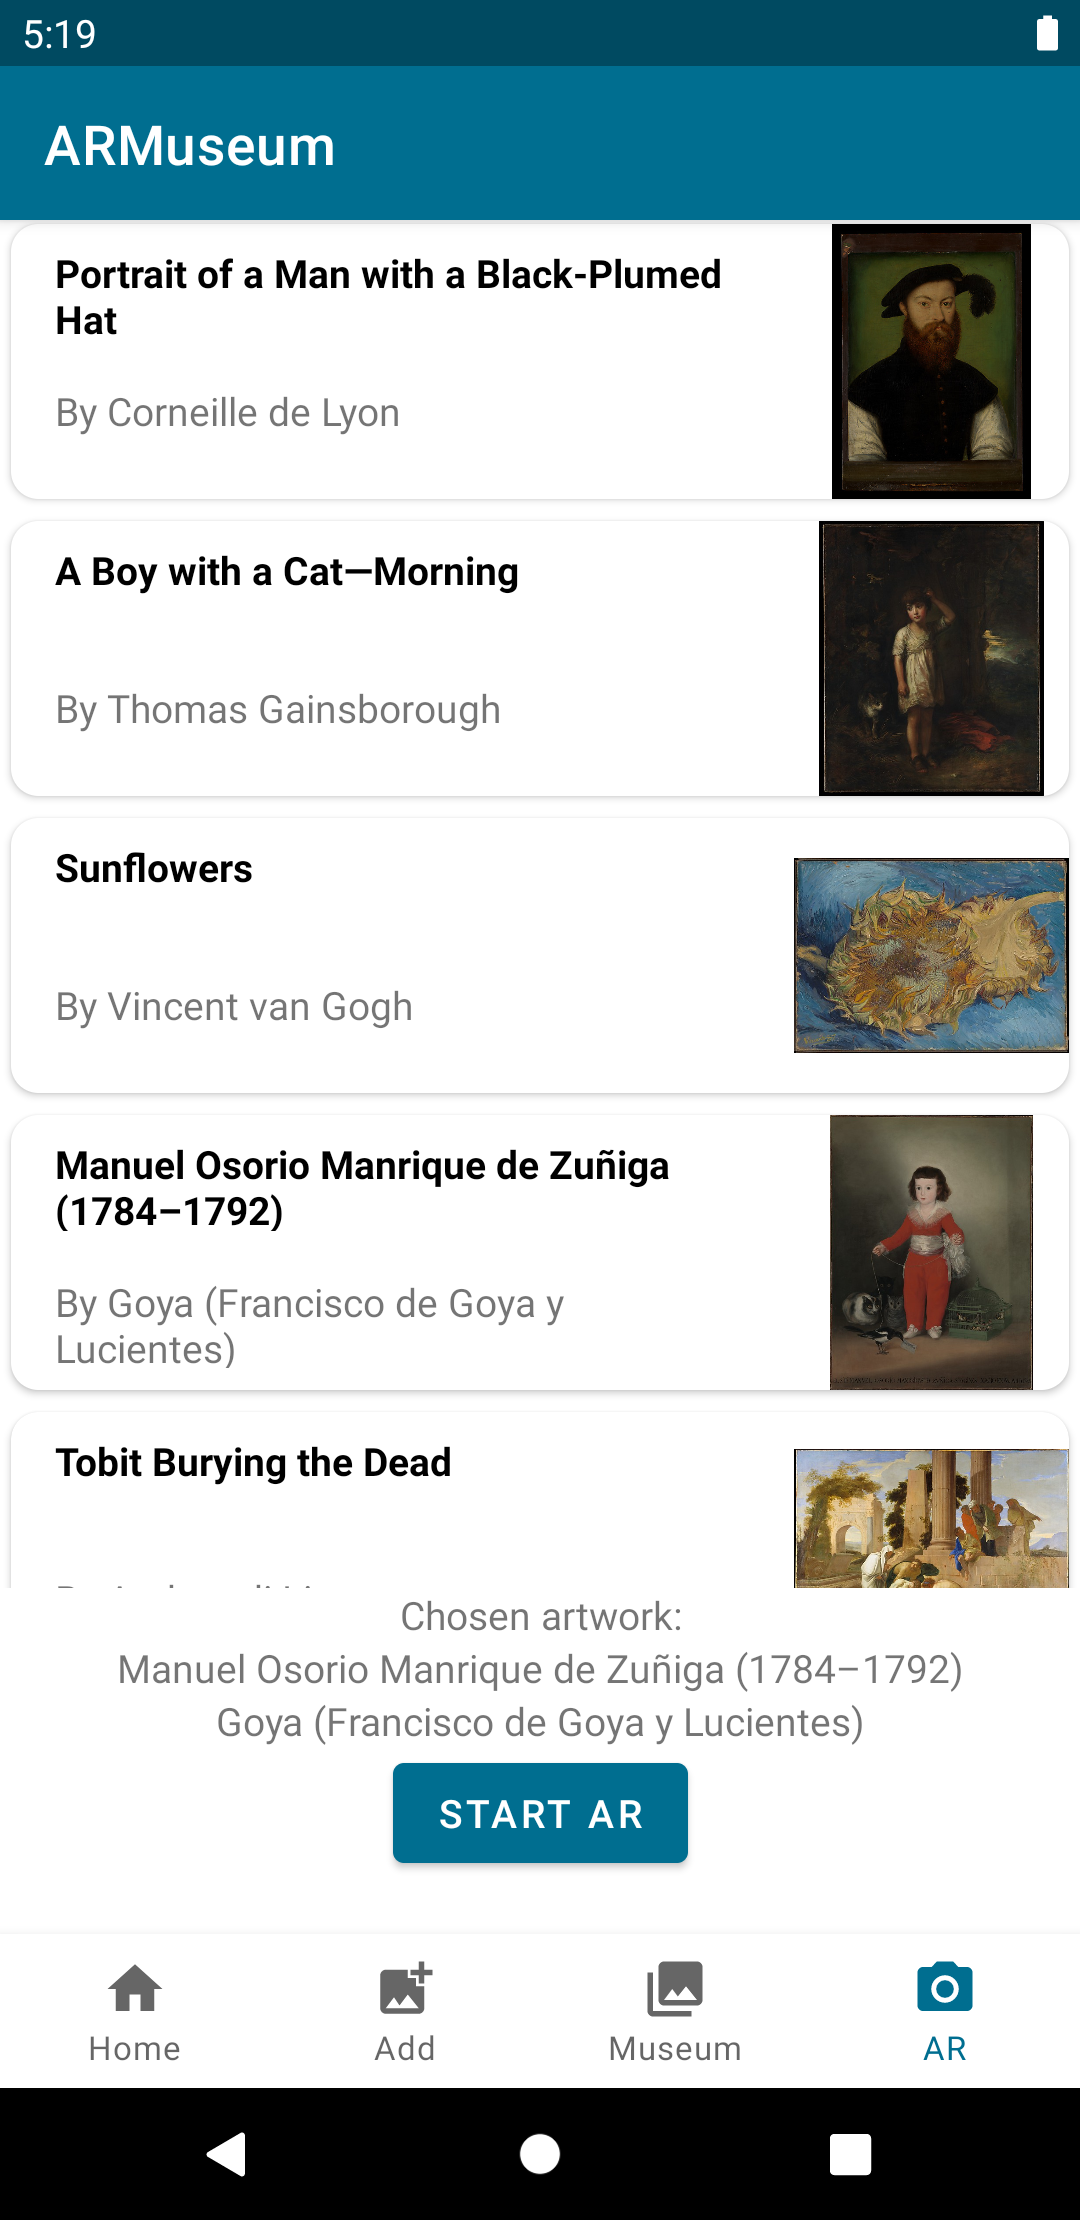 5:19
ARMuseum
Portrait of a Man with a Black-Plumed
Hat
By Corneille de Lyon
A Boy with a Cat—Morning
By Thomas Gainsborough
Sunflowers
By Vincent van Gogh
Manuel Osorio Manrique de Zuñiga
(1784–1792)
By Goya (Francisco de Goya y
Lucientes)
Tobit Burying the Dead
Chosen artwork:
Manuel Osorio Manrique de Zuñiga (1784–1792)
Goya (Francisco de Goya y Lucientes)
START AR
Home
Add
Museum
AR